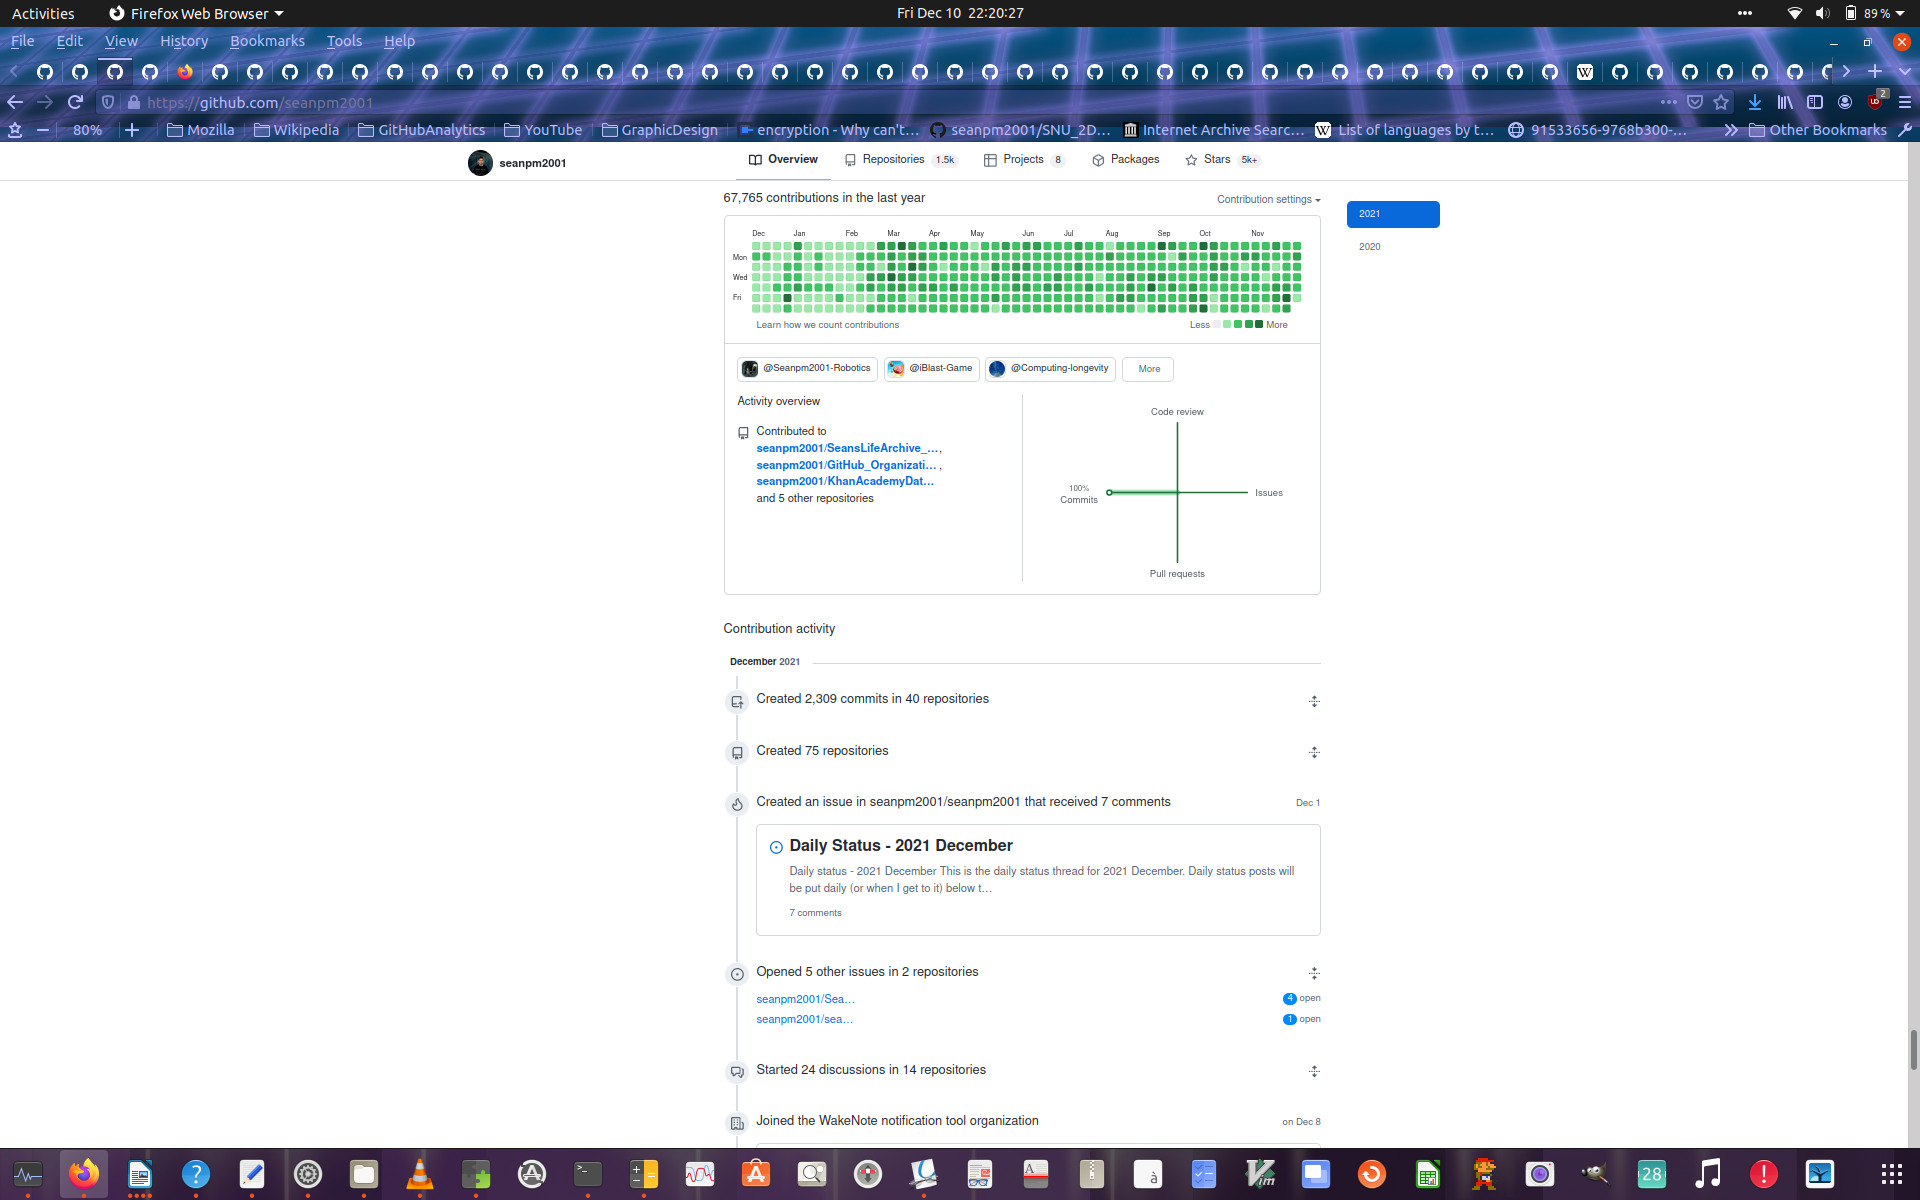 Activities Firefox Web Browser Fri Dec 10 22:20:27 89 %
File Edit View History Bookmarks Tools Help
https://github.com/seanpm2001 2
80% Mozilla Wikipedia GitHubAnalytics YouTube GraphicDesign encryption - Why can't… seanpm2001/SNU_2D… Internet Archive Searc… List of languages by t… 91533656-9768b300-… Other Bookmarks
seanpm2001 Overview Repositories 1.5k Projects 8 Packages Stars 5k+
67,765 contributions in the last year Contribution settings
2021
2020
Dec Jan Feb Mar Apr May Jun Jul Aug Sep Oct Nov
Mon
Wed
Fri
Learn how we count contributions Less More
@Seanpm2001-Robotics @iBlast-Game @Computing-longevity More
Activity overview
Contributed to
seanpm2001/SeansLifeArchive_…,
seanpm2001/GitHub_Organizati… ,
seanpm2001/KhanAcademyDat…
and 5 other repositories
Code review
100%
Commits
Issues
Pull requests
Contribution activity
December 2021
Created 2,309 commits in 40 repositories
Created 75 repositories
Created an issue in seanpm2001/seanpm2001 that received 7 comments Dec 1
Daily Status - 2021 December
Daily status - 2021 December This is the daily status thread for 2021 December. Daily status posts will
be put daily (or when I get to it) below t…
7 comments
Opened 5 other issues in 2 repositories
seanpm2001/Sea… 4 open
seanpm2001/sea… 1 open
Started 24 discussions in 14 repositories
Joined the WakeNote notification tool organization on Dec 8
28